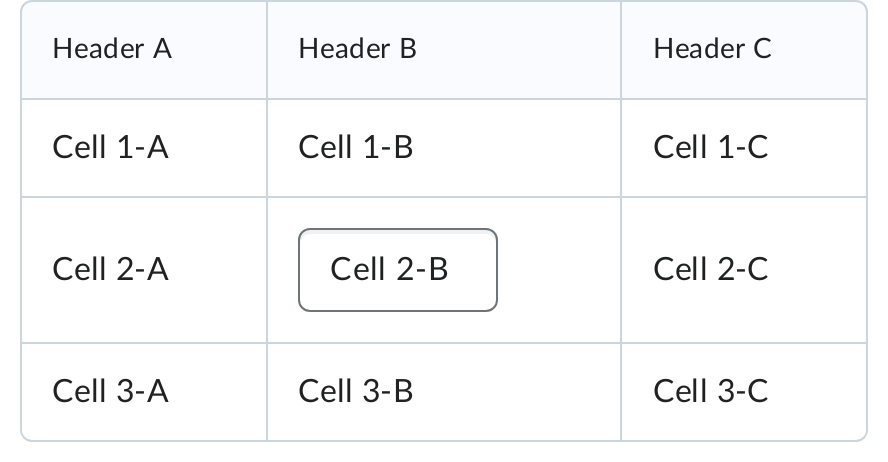 Header A Header B Header C
Cell 1-A Cell 1-B Cell 1-C
Cell 2-A Cell 2-B Cell 2-C
Cell 3-A Cell 3-B Cell 3-C